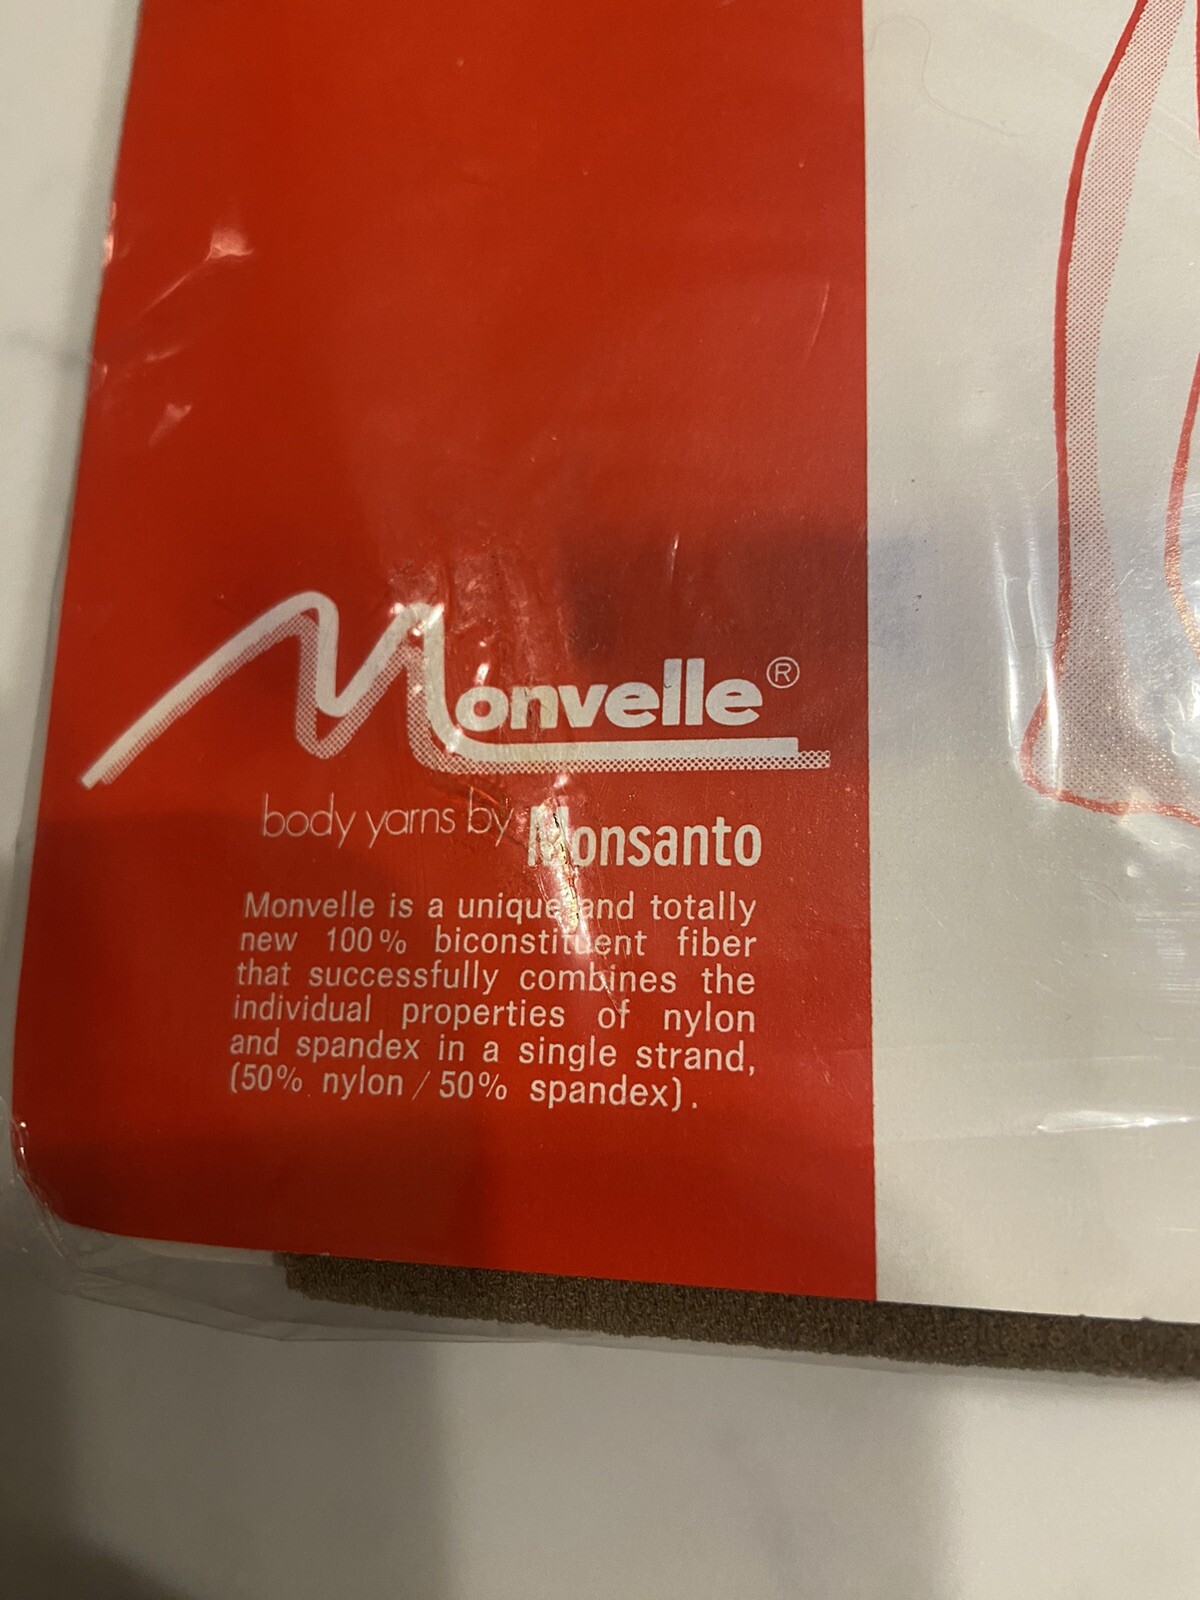 Monvelle®
body yarns by Monsanto
Monvelle is a unique and totally
new 100% biconstituent fiber
that successfully combines the
individual properties of nylon
and spandex in a single strand,
(50% nylon / 50% spandex).